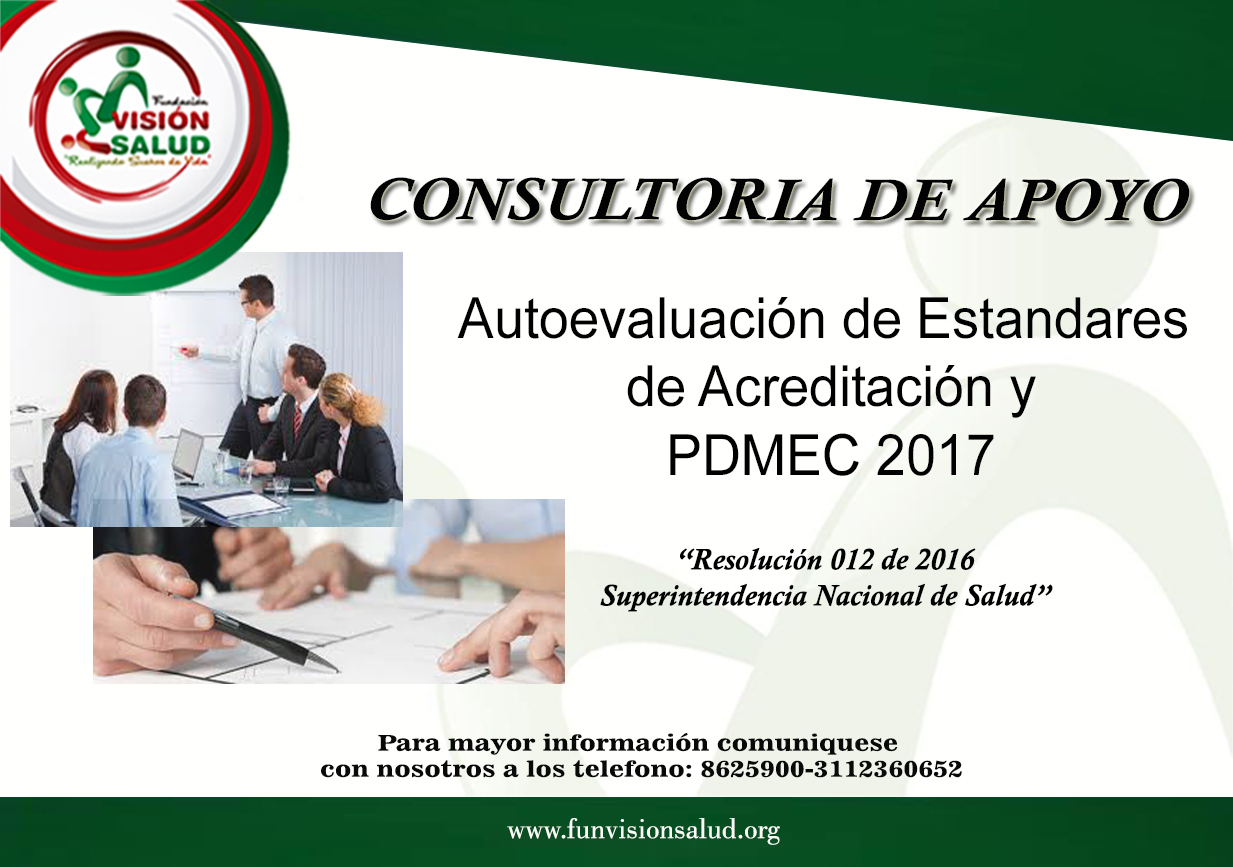 Fundación
VISIÓN
SALUD
"Realizando Sueños de Vida"
CONSULTORIA DE APOYO
Autoevaluación de Estandares
de Acreditación y
PDMEC 2017
“Resolución 012 de 2016
Superintendencia Nacional de Salud”
Para mayor información comuniquese
con nosotros a los telefono: 8625900-3112360652
www.funvisionsalud.org